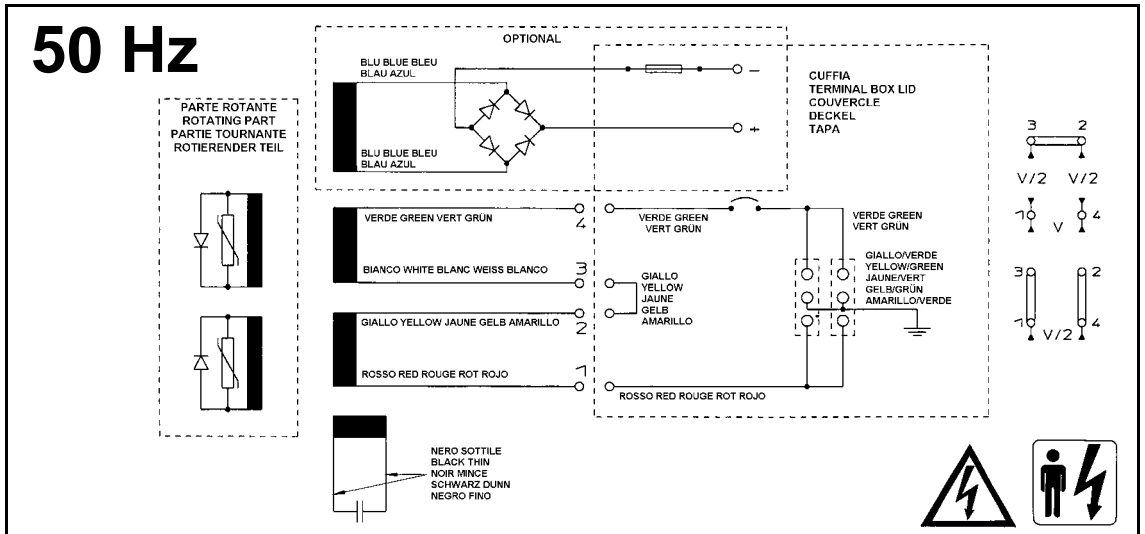 50 Hz
OPTIONAL
BLU BLUE BLEU
BLAU AZUL
BLU BLUE BLEU
BLAU AZUL
−
+
CUFFIA
TERMINAL BOX LID
COUVERCLE
DECKEL
TAPA
PARTE ROTANTE
ROTATING PART
PARTIE TOURNANTE
ROTIERENDER TEIL
VERDE GREEN VERT GRÜN
4
BIANCO WHITE BLANC WEISS BLANCO
3
GIALLO YELLOW JAUNE GELB AMARILLO
2
ROSSO RED ROUGE ROT ROJO
1
VERDE GREEN
VERT GRÜN
GIALLO
YELLOW
JAUNE
GELB
AMARILLO
ROSSO RED ROUGE ROT ROJO
VERDE GREEN
VERT GRÜN
GIALLO/VERDE
YELLOW/GREEN
JAUNE/VERT
GELB/GRÜN
AMARILLO/VERDE
3 2
V/2 V/2
1 V 4
3 2
1 V/2 4
NERO SOTTILE
BLACK THIN
NOIR MINCE
SCHWARZ DUNN
NEGRO FINO